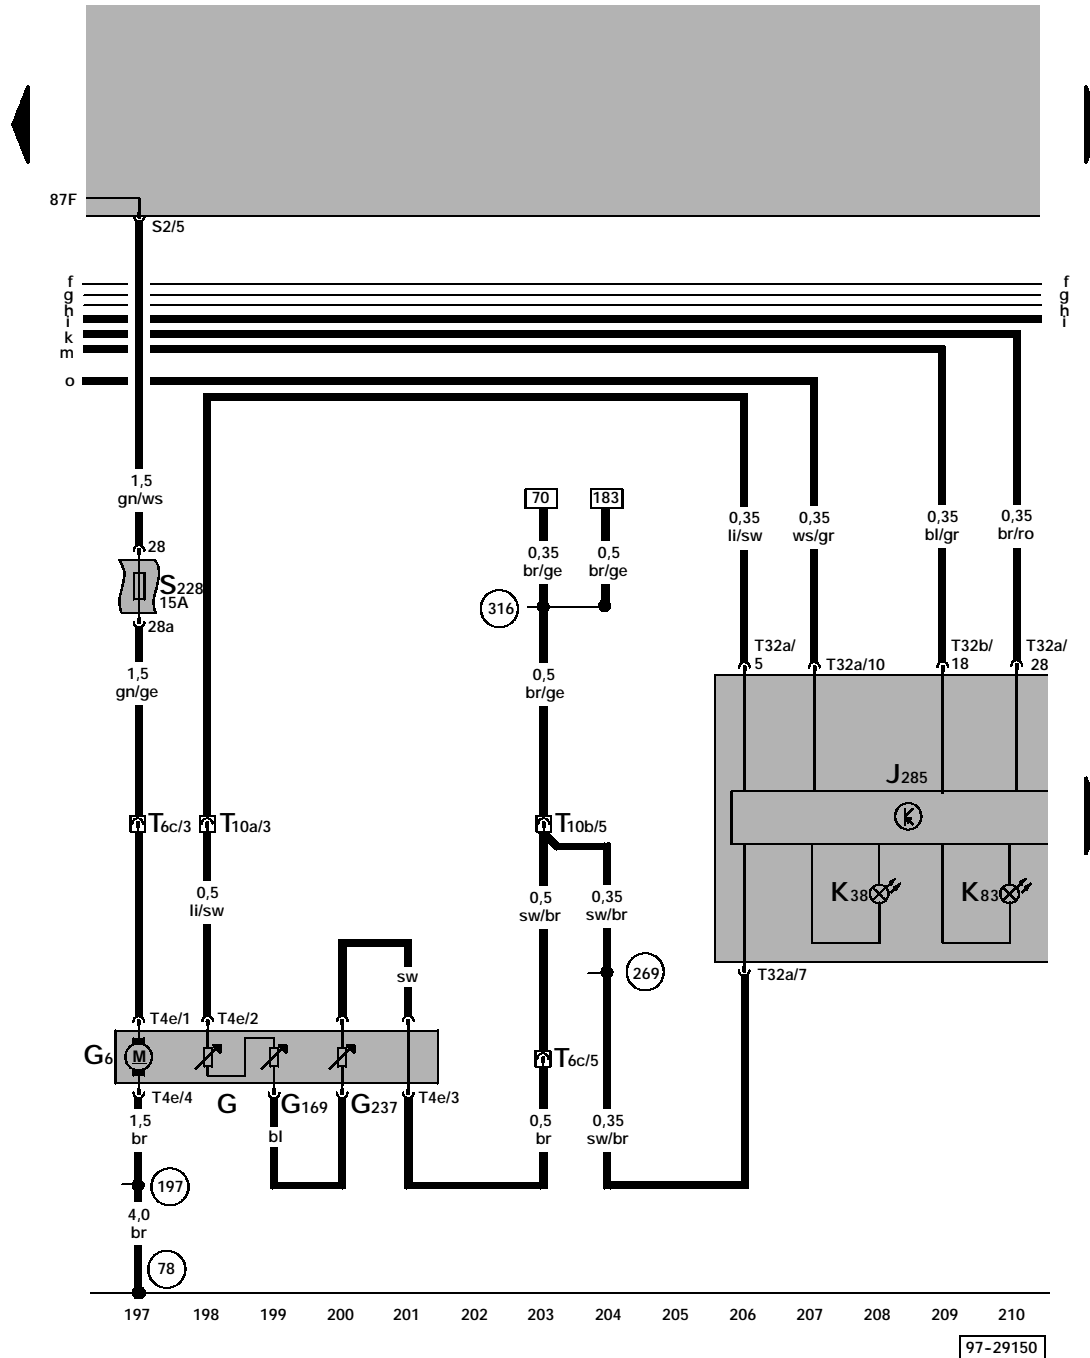 87F
S2/5
f f
g g
h h
i i
k
m
o
1,5
gn/ws
70 183
0,35 0,35 0,35 0,35
li/sw ws/gr bl/gr br/ro
28
0,35 0,5
br/ge br/ge
S228
15A
316
28a
T32a/ T32b/ T32a/
5 T32a/10 18 28
1,5 0,5
gn/ge br/ge
J285
T6c/3 T10a/3 T10b/5
K38 K83
0,5 0,5 0,35
li/sw sw/br sw/br
sw 269 T32a/7
T4e/1 T4e/2
G6 M T6c/5
T4e/4 G G169 G237 T4e/3
1,5 bl 0,5 0,35
br br sw/br
197
4,0
br
78
197 198 199 200 201 202 203 204 205 206 207 208 209 210
97-29150